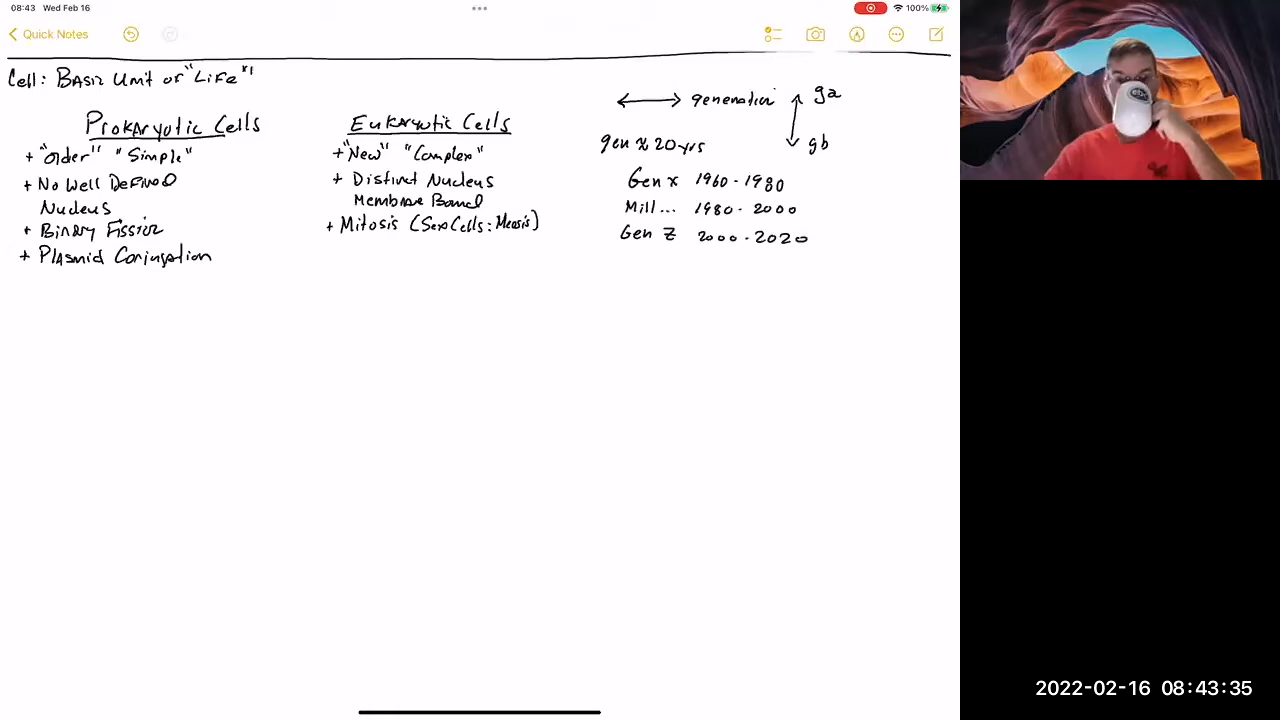 08:43 Wed Feb 16
100%
Quick Notes
Cell: Basic Unit of "Life"
Prokaryotic Cells
+ "Older" "Simple"
+ No Well Defined
Nucleus
+ Binary Fission
+ Plasmid Conjugation
Eukaryotic Cells
+ "New" "Complex"
+ Distinct Nucleus
Membrane Bound
+ Mitosis (Sex Cells: Meosis)
generation
ga
gb
gen ≈ 20 yrs
Gen X 1960 - 1980
Mill... 1980 - 2000
Gen Z 2000 - 2020
2022-02-16 08:43:35